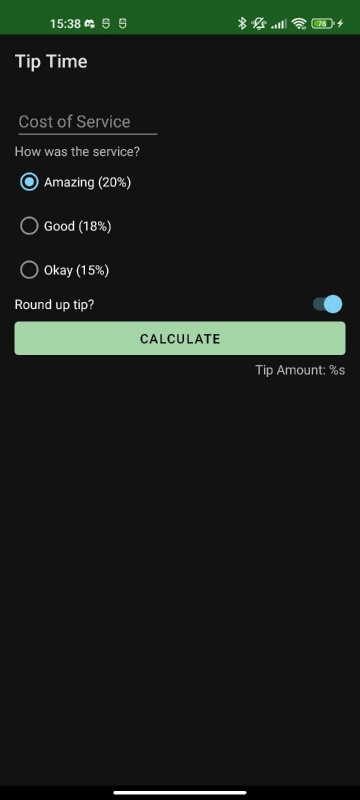 15:38
76
Tip Time
Cost of Service
How was the service?
Amazing (20%)
Good (18%)
Okay (15%)
Round up tip?
CALCULATE
Tip Amount: %s